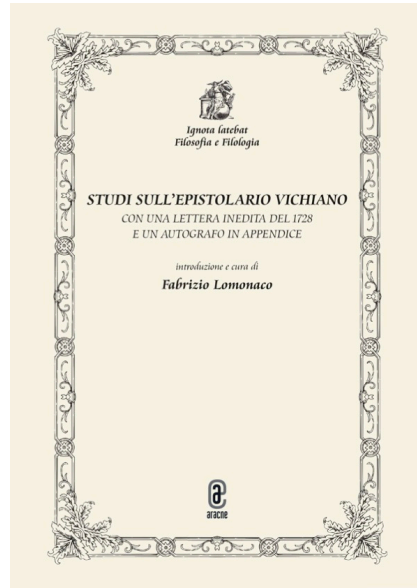 Ignota latebat
Filosofia e Filologia
STUDI SULL'EPISTOLARIO VICHIANO
CON UNA LETTERA INEDITA DEL 1728
E UN AUTOGRAFO IN APPENDICE
introduzione e cura di
Fabrizio Lomonaco
aracne